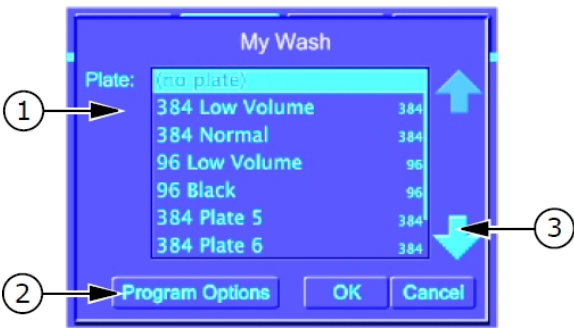 My Wash
Plate:
(no plate)
1
384 Low Volume 384
384 Normal 384
96 Low Volume 96
96 Black 96
384 Plate 5 384
3
384 Plate 6 384
2
Program Options OK Cancel